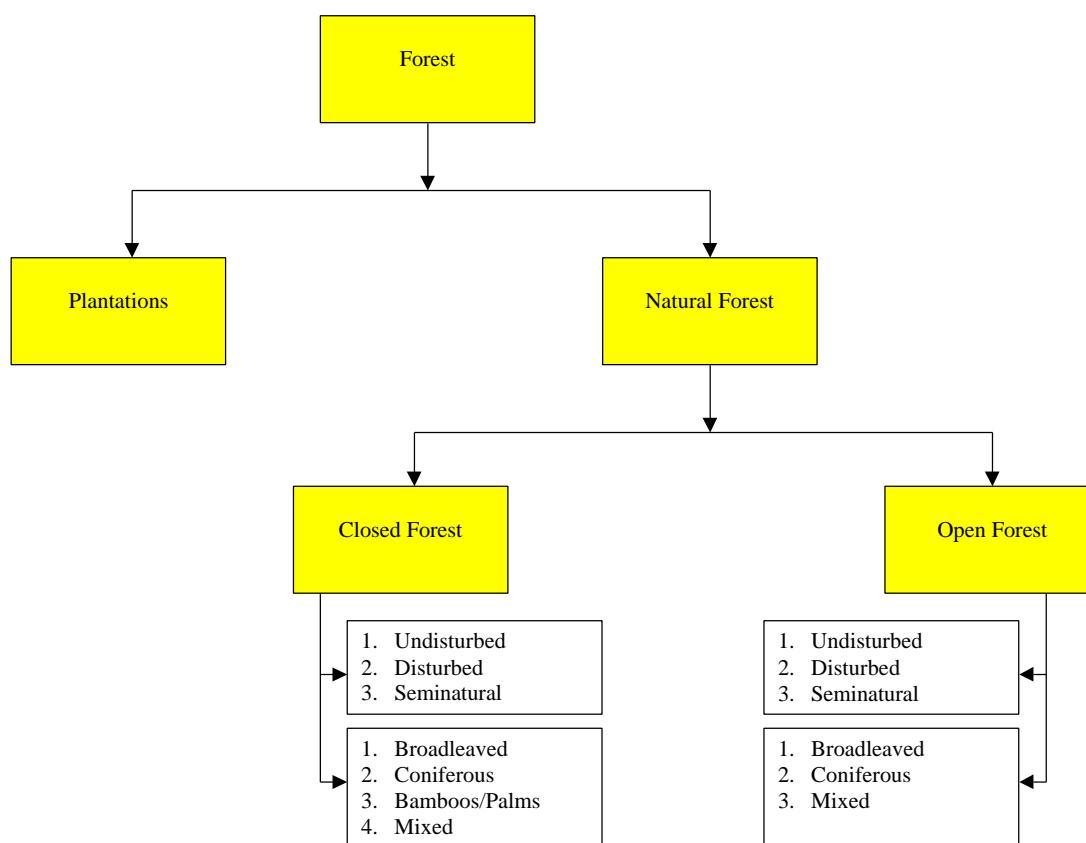 Forest
Plantations
Natural Forest
Closed Forest
Open Forest
1. Undisturbed
2. Disturbed
3. Seminatural
1. Undisturbed
2. Disturbed
3. Seminatural
1. Broadleaved
2. Coniferous
3. Bamboos/Palms
4. Mixed
1. Broadleaved
2. Coniferous
3. Mixed